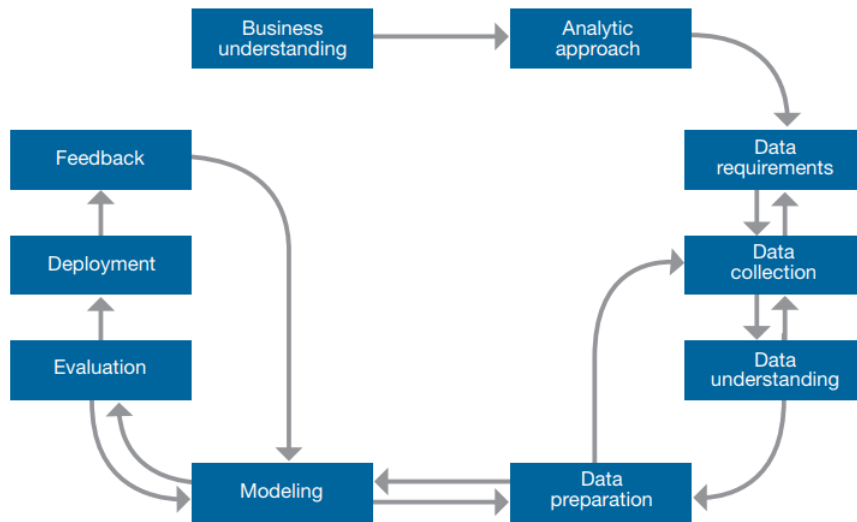 Business
understanding
Analytic
approach
Feedback
Data
requirements
Deployment
Data
collection
Evaluation
Data
understanding
Modeling
Data
preparation